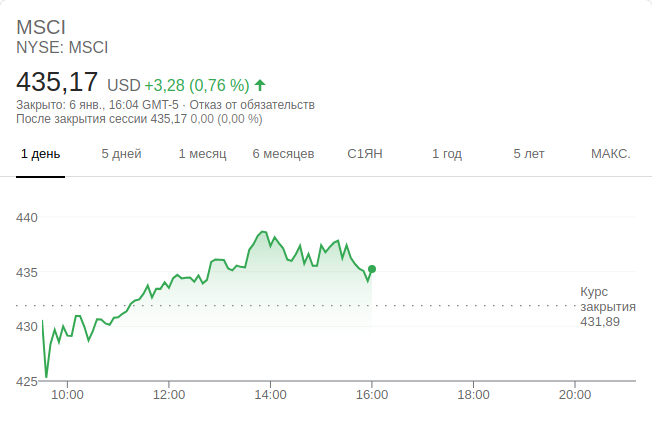 MSCI
NYSE: MSCI
435,17 USD +3,28 (0,76 %)
Закрыто: 6 янв., 16:04 GMT-5 · Отказ от обязательств
После закрытия сессии 435,17 0,00 (0,00 %)
1 день 5 дней 1 месяц 6 месяцев С1ЯН 1 год 5 лет МАКС.
440
435
430
425
Курс
закрытия
431,89
10:00 12:00 14:00 16:00 18:00 20:00